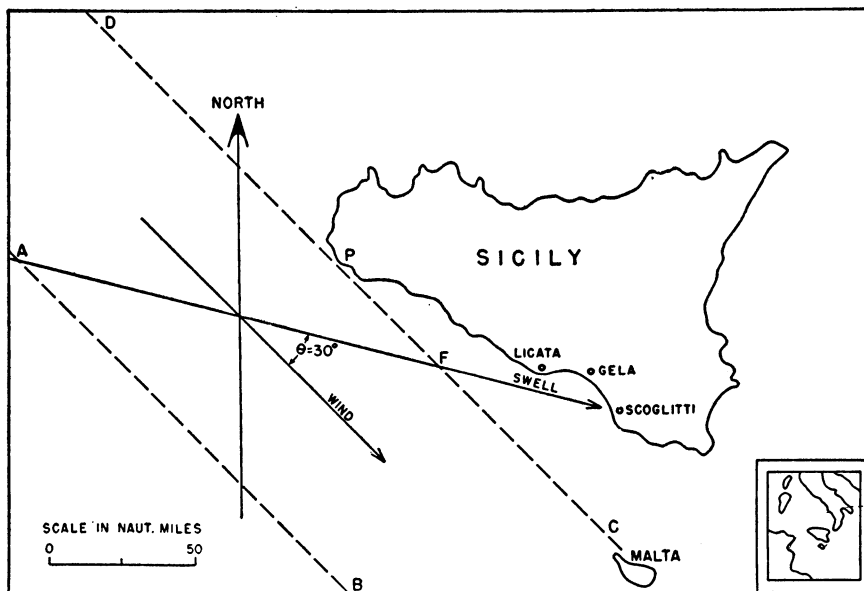 D
NORTH
A
P
SICILY
F
LICATA
GELA
SWELL
SCOGLITTI
θ=30°
WIND
SCALE IN NAUT. MILES
0 50
C
MALTA
B